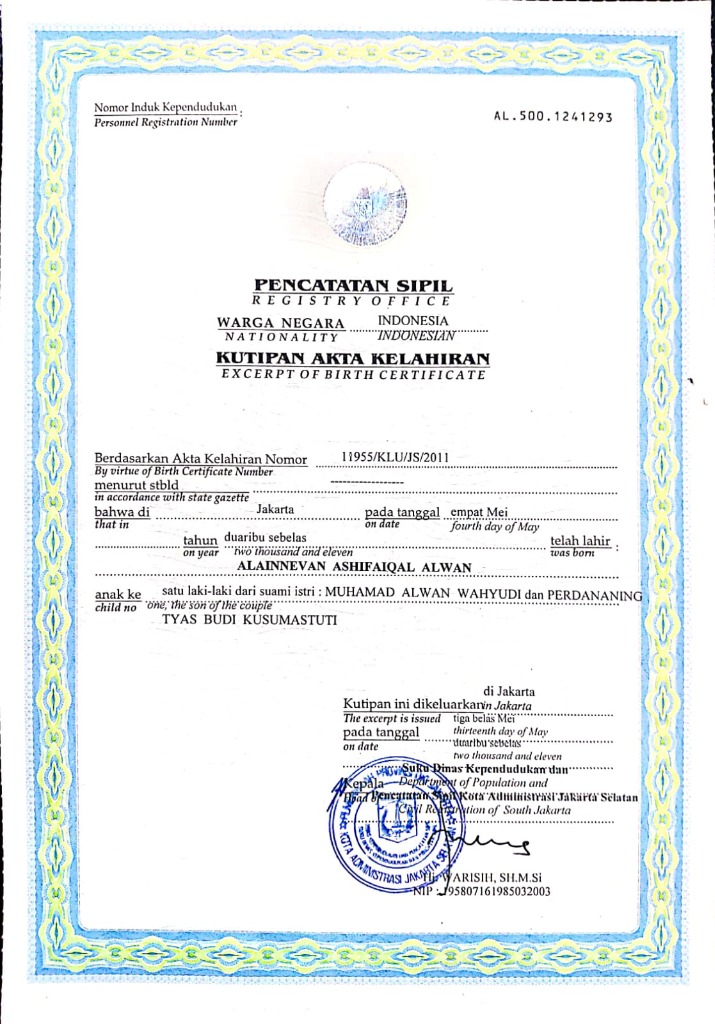 Nomor Induk Kependudukan :
Personnel Registration Number
AL.500.1241293
PENCATATAN SIPIL
REGISTRY OFFICE
WARGA NEGARA INDONESIA
NATIONALITY INDONESIAN
KUTIPAN AKTA KELAHIRAN
EXCERPT OF BIRTH CERTIFICATE
Berdasarkan Akta Kelahiran Nomor 11955/KLU/JS/2011
By virtue of Birth Certificate Number
menurut stbld ------------------
in accordance with state gazette
bahwa di Jakarta pada tanggal empat Mei
that in on date fourth day of May
tahun duaribu sebelas telah lahir :
on year two thousand and eleven was born
ALAINNEVAN ASHIFAIQAL ALWAN
anak ke satu laki-laki dari suami istri : MUHAMAD ALWAN WAHYUDI dan PERDANANING
child no one, the son of the couple
TYAS BUDI KUSUMASTUTI
di Jakarta
Kutipan ini dikeluarkan in Jakarta
The excerpt is issued tiga belas Mei
pada tanggal thirteenth day of May
on date duaribu sebelas
two thousand and eleven
Suku Dinas Kependudukan dan
Kepala Department of Population and
Head of Pencatatan Sipil Kota Administrasi Jakarta Selatan
Civil Registration of South Jakarta
KOTA ADMINISTRASI JAKARTA
WARISIH, SH.M.Si
NIP : 195807161985032003